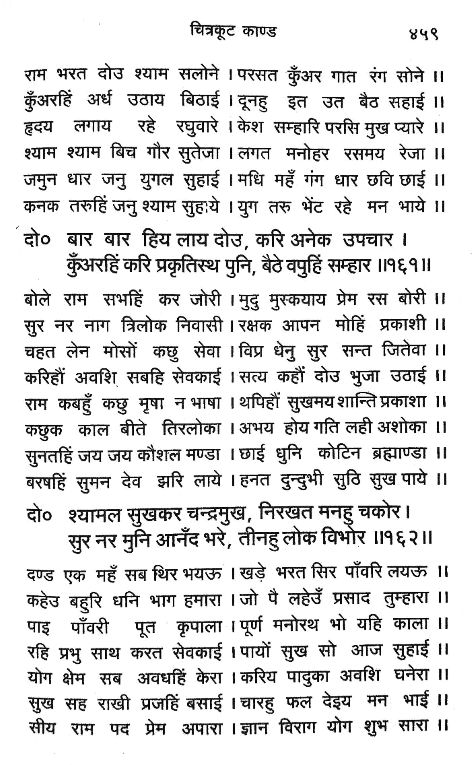 चित्रकूट काण्ड ४५९
राम भरत दोउ श्याम सलोने । परसत कुँअर गात रंग सोने ॥
कुँअरहिं अर्ध उठाय बिठाई । दूनहु इत उत बैठ सहाई ॥
हृदय लगाय रहे रघुवारे । केश सम्हारि परसि मुख प्यारे ॥
श्याम श्याम बिच गौर सुतेजा । लगत मनोहर रसमय रेजा ॥
जमुन धार जनु युगल सुहाई । मधि महँ गंग धार छवि छाई ॥
कनक तरुहिं जनु श्याम सुहाये । युग तरु भेंट रहे मन भाये ॥
दो० बार बार हिय लाय दोउ, करि अनेक उपचार ।
कुँअरहिं करि प्रकृतिस्थ पुनि, बैठे वपुहिं सम्हार ॥१६१॥
बोले राम सभहिं कर जोरी । मुदु मुस्कयाय प्रेम रस बोरी ॥
सुर नर नाग त्रिलोक निवासी । रक्षक आपन मोहिं प्रकाशी ॥
चहत लेन मोसों कछु सेवा । विप्र धेनु सुर सन्त जितेवा ॥
करिहौं अवशि सबहि सेवकाई । सत्य कहौं दोउ भुजा उठाई ॥
राम कबहुँ कछु मृषा न भाषा । थपिहौं सुखमय शान्ति प्रकाशा ॥
कछुक काल बीते तिरलोका । अभय होय गति लही अशोका ॥
सुनतहिं जय जय कौशल मण्डा । छाई धुनि कोटिन ब्रह्माण्डा ॥
बरषहिं सुमन देव झरि लाये । हनत दुन्दुभी सुठि सुख पाये ॥
दो० श्यामल सुखकर चन्द्रमुख, निरखत मनहु चकोर ।
सुर नर मुनि आनँद भरे, तीनहु लोक विभोर ॥१६२॥
दण्ड एक महँ सब थिर भयऊ । खड़े भरत सिर पाँवरि लयऊ ॥
कहेउ बहुरि धनि भाग हमारा । जो पै लहेउँ प्रसाद तुम्हारा ॥
पाइ पाँवरी पूत कृपाला । पूर्ण मनोरथ भो यहि काला ॥
रहि प्रभु साथ करत सेवकाई । पायों सुख सो आज सुहाई ॥
योग क्षेम सब अवधहिं केरा । करिय पादुका अवशि घनेरा ॥
सुख सह राखी प्रजहिं बसाई । चारहु फल देइय मन भाई ॥
सीय राम पद प्रेम अपारा । ज्ञान विराग योग शुभ सारा ॥